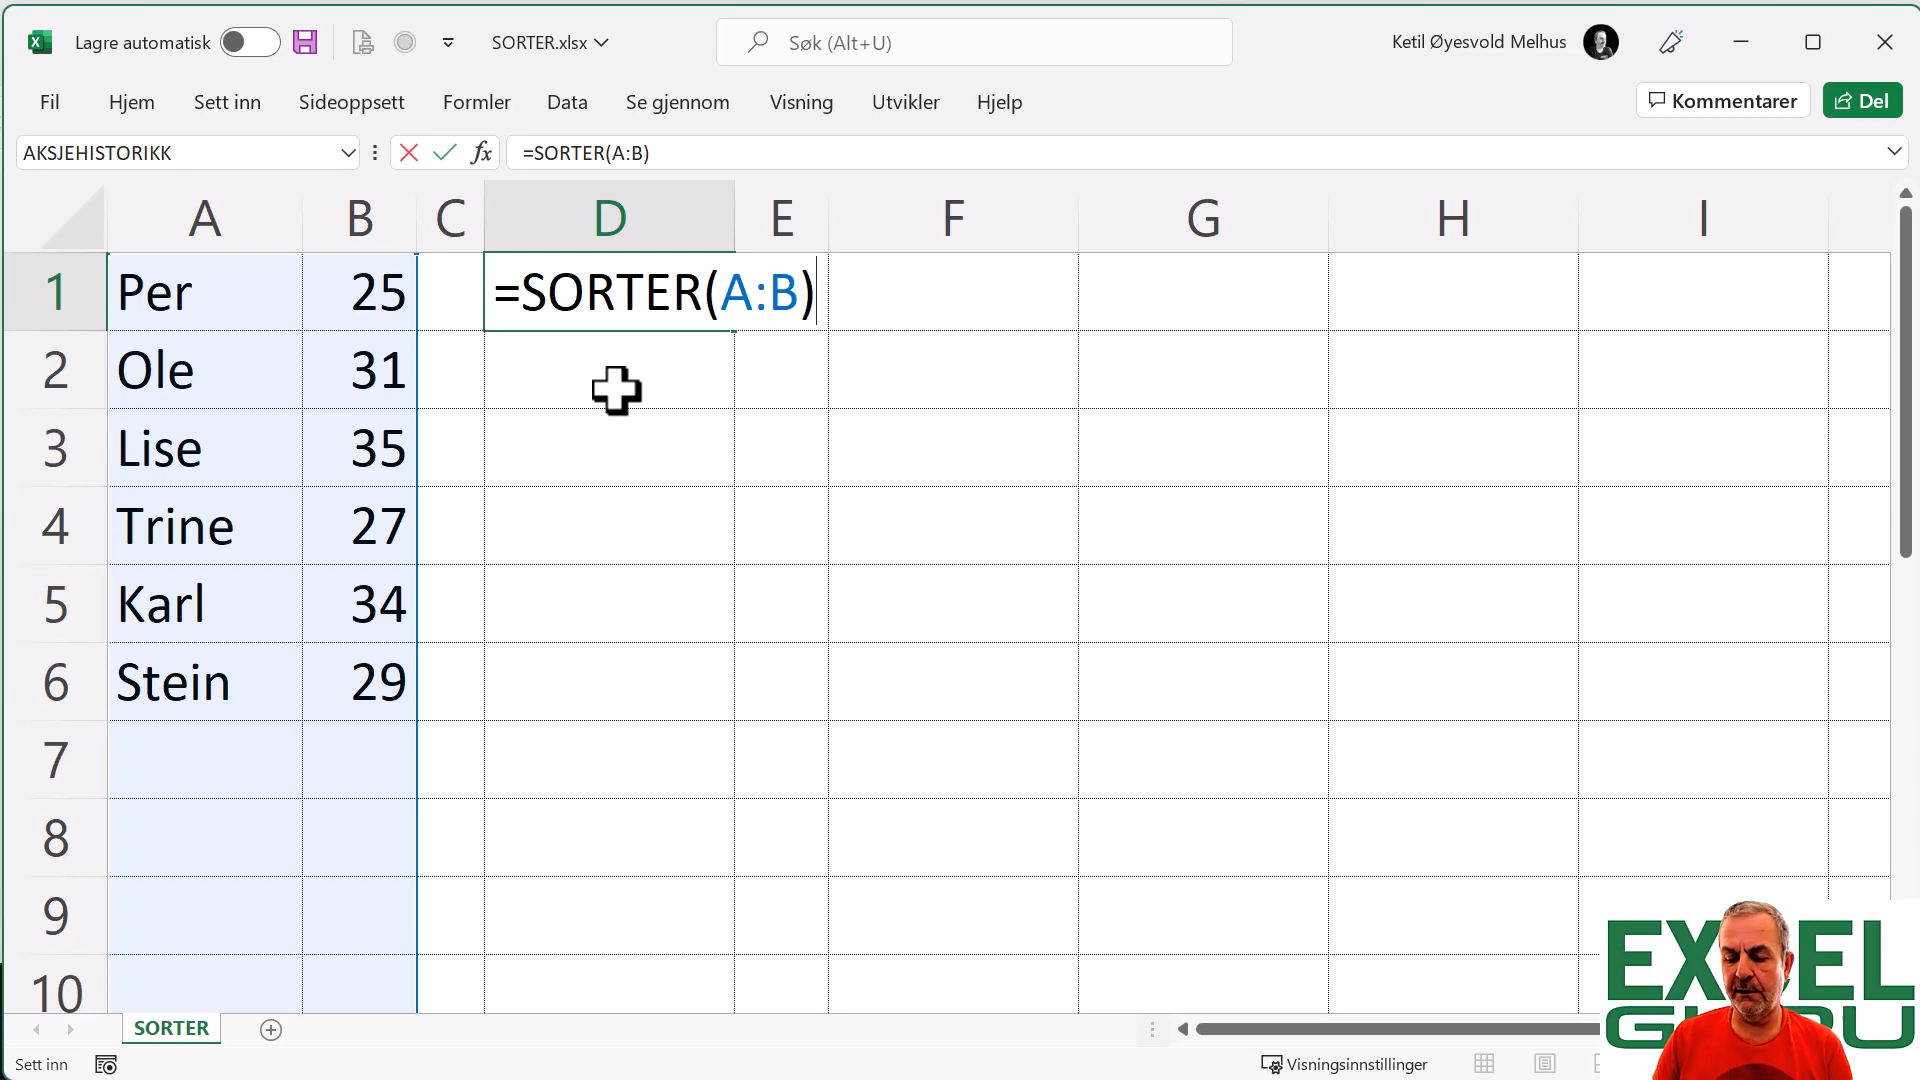 Lagre automatisk SORTER.xlsx Søk (Alt+U) Ketil Øyesvold Melhus
Fil Hjem Sett inn Sideoppsett Formler Data Se gjennom Visning Utvikler Hjelp Kommentarer Del
AKSJEHISTORIKK fx =SORTER(A:B)
A B C D E F G H I
1 Per 25 =SORTER(A:B)
2 Ole 31
3 Lise 35
4 Trine 27
5 Karl 34
6 Stein 29
7
8
9
10
EXCEL
GURU
SORTER
Sett inn Visningsinnstillinger